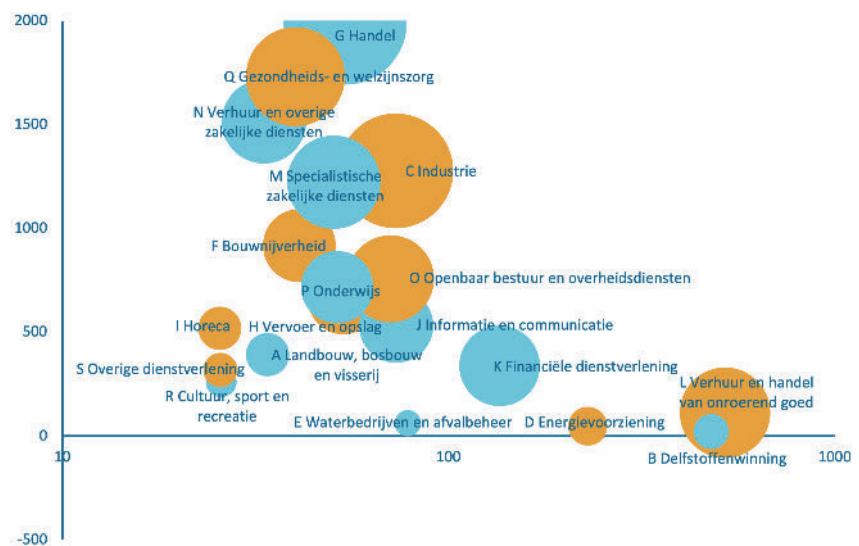 2000
G Handel
Q Gezondheids- en welzijnszorg
N Verhuur en overige
zakelijke diensten
1500
M Specialistische
zakelijke diensten
C Industrie
1000
F Bouwnijverheid
O Openbaar bestuur en overheidsdiensten
P Onderwijs
I Horeca
H Vervoer en opslag
J Informatie en communicatie
500
A Landbouw, bosbouw
en visserij
S Overige dienstverlening
K Financiële dienstverlening
L Verhuur en handel
van onroerend goed
R Cultuur, sport en
recreatie
E Waterbedrijven en afvalbeheer
D Energievoorziening
0
B Delfstoffenwinning
10
100
1000
-500